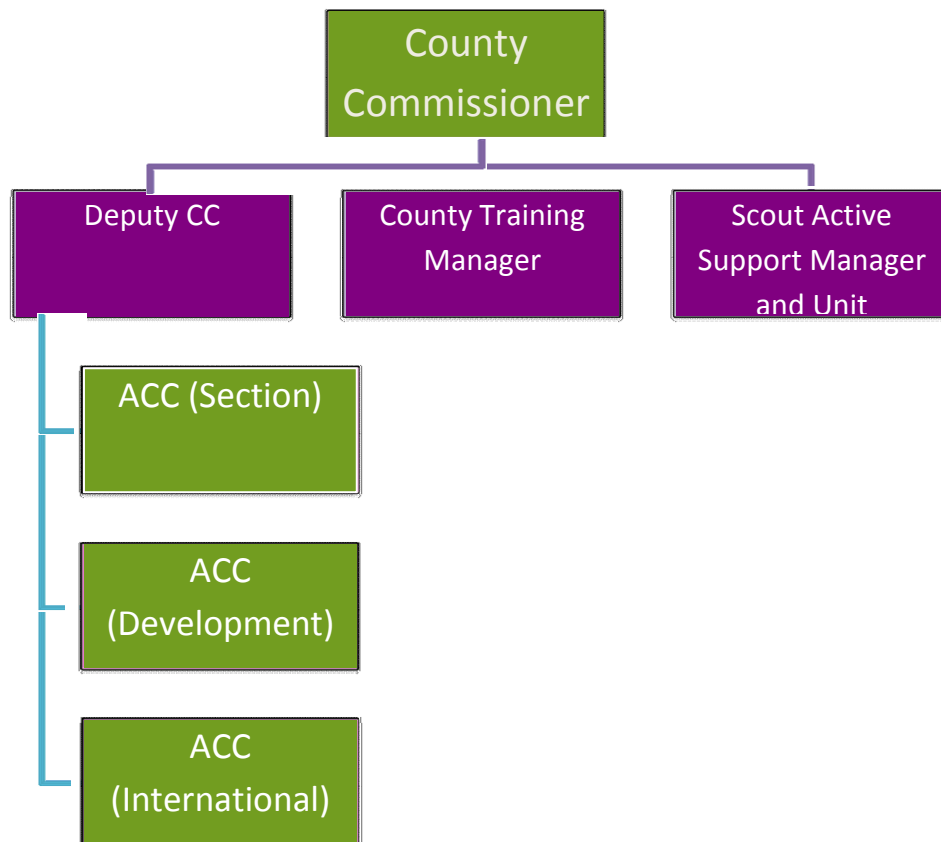 County
Commissioner
Deputy CC
County Training
Manager
Scout Active
Support Manager
and Unit
ACC (Section)
ACC
(Development)
ACC
(International)